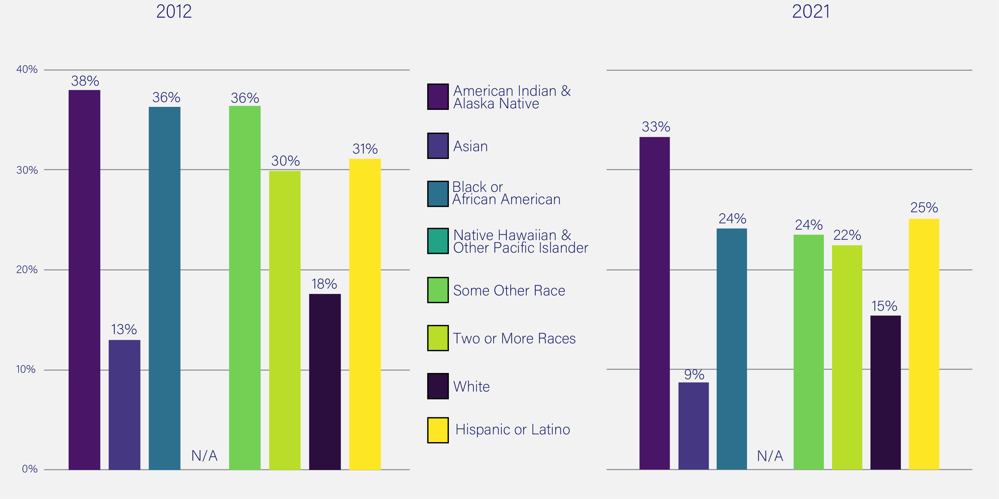 2012
2021
40%
30%
20%
10%
0%
38%
13%
36%
N/A
36%
30%
18%
31%
American Indian &
Alaska Native
Asian
Black or
African American
Native Hawaiian &
Other Pacific Islander
Some Other Race
Two or More Races
White
Hispanic or Latino
33%
9%
24%
N/A
24%
22%
15%
25%